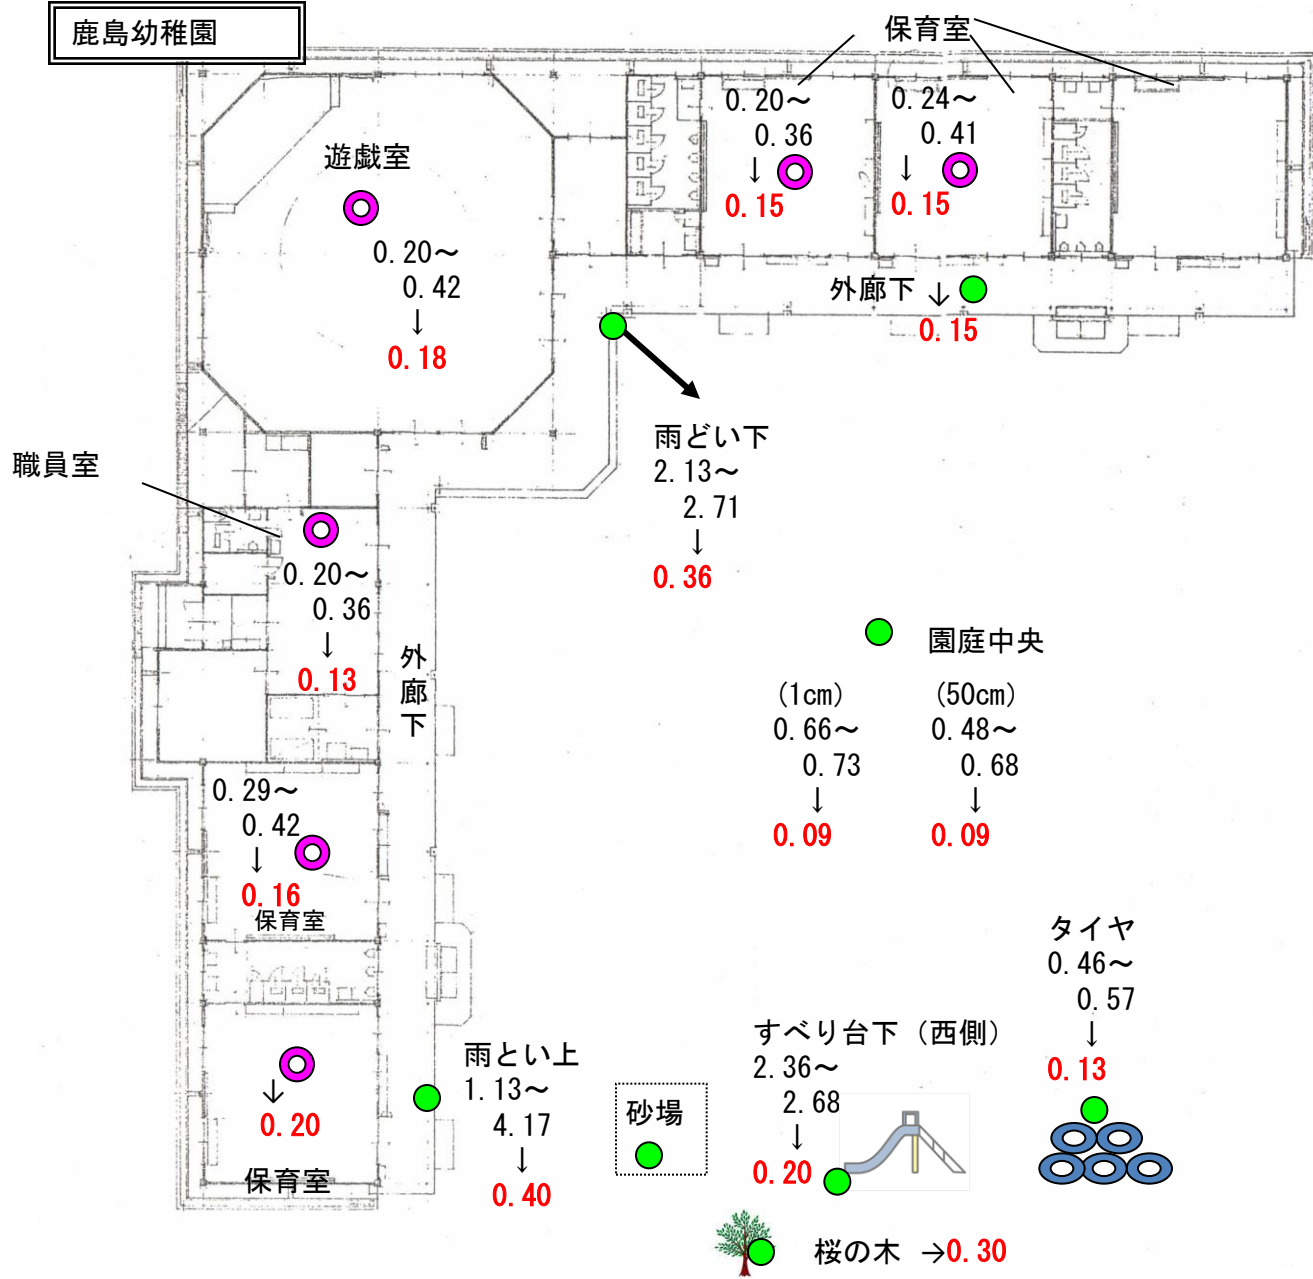 鹿島幼稚園
保育室
遊戯室
0.20～
0.42
↓
0.18
0.20～
0.36
↓
0.15
0.24～
0.41
↓
0.15
外廊下 ↓
0.15
雨どい下
2.13～
2.71
↓
0.36
職員室
0.20～
0.36
↓
0.13
外廊下
園庭中央
(1cm)
0.66～
0.73
↓
0.09
(50cm)
0.48～
0.68
↓
0.09
0.29～
0.42
↓
0.16
保育室
↓
0.20
保育室
雨とい上
1.13～
4.17
↓
0.40
砂場
すべり台下（西側）
2.36～
2.68
↓
0.20
タイヤ
0.46～
0.57
↓
0.13
桜の木 →0.30